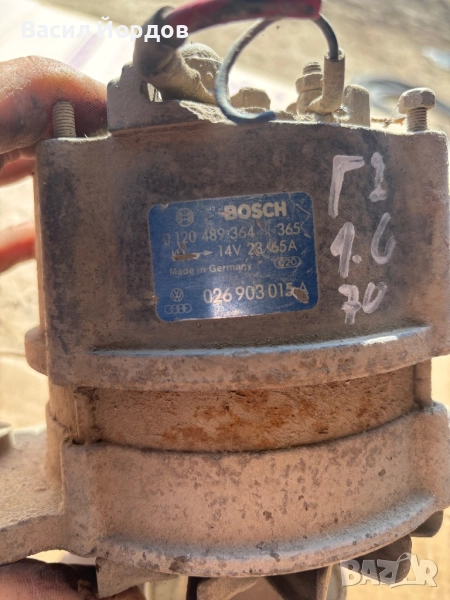 Васил Йордов
BOSCH
0 120 489 364 365
14V 23/65A
Made in Germany
026 903 015 A
Г2
1.6
BAZAR